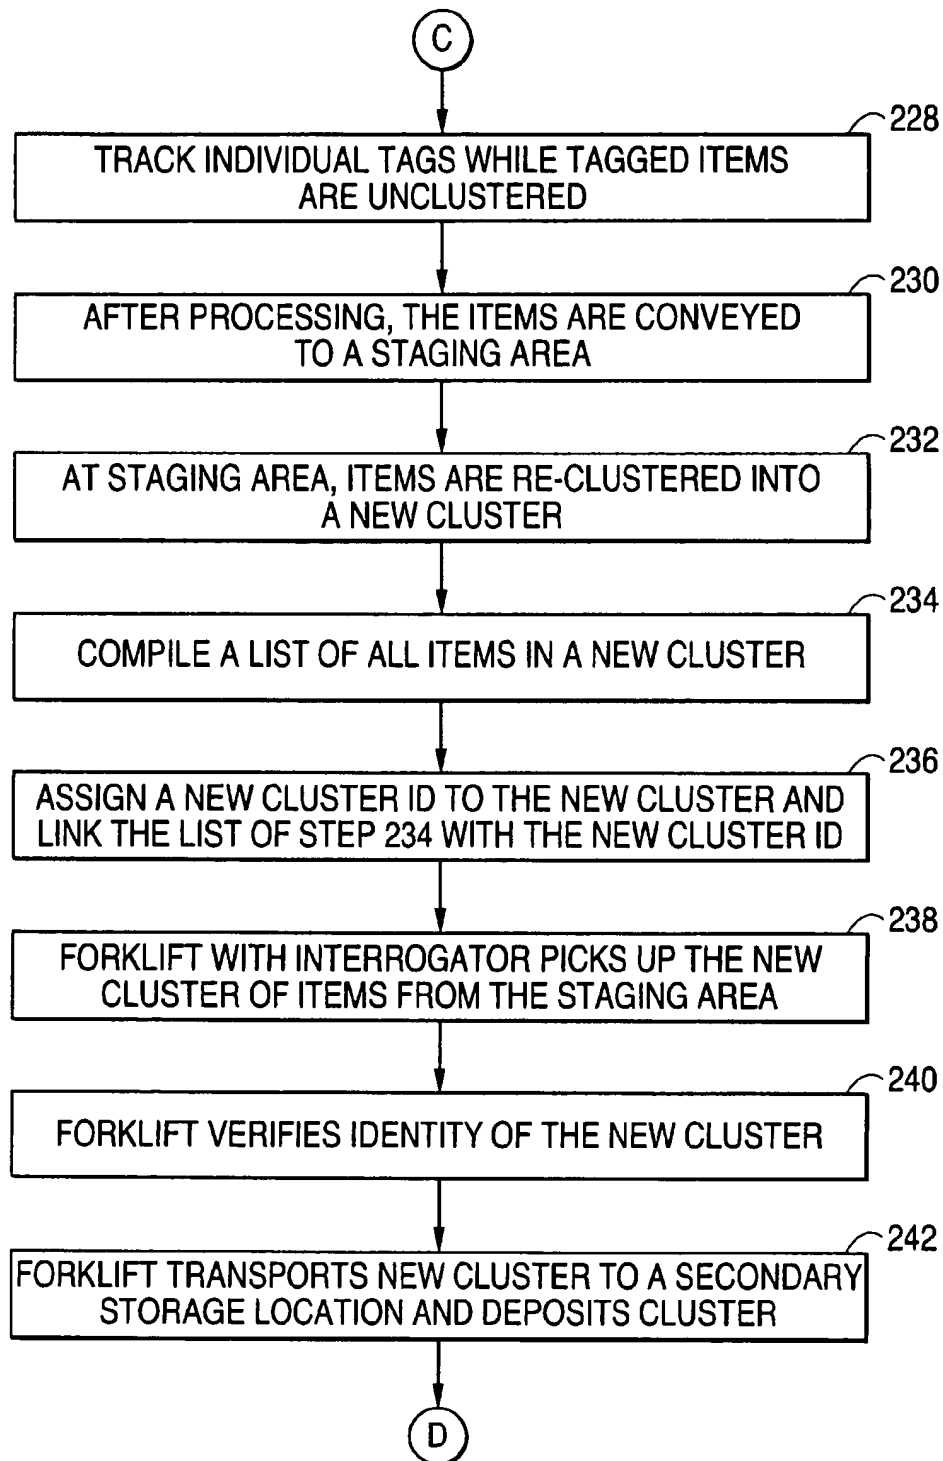 C
228
TRACK INDIVIDUAL TAGS WHILE TAGGED ITEMS
ARE UNCLUSTERED
230
AFTER PROCESSING, THE ITEMS ARE CONVEYED
TO A STAGING AREA
232
AT STAGING AREA, ITEMS ARE RE-CLUSTERED INTO
A NEW CLUSTER
234
COMPILE A LIST OF ALL ITEMS IN A NEW CLUSTER
236
ASSIGN A NEW CLUSTER ID TO THE NEW CLUSTER AND
LINK THE LIST OF STEP 234 WITH THE NEW CLUSTER ID
238
FORKLIFT WITH INTERROGATOR PICKS UP THE NEW
CLUSTER OF ITEMS FROM THE STAGING AREA
240
FORKLIFT VERIFIES IDENTITY OF THE NEW CLUSTER
242
FORKLIFT TRANSPORTS NEW CLUSTER TO A SECONDARY
STORAGE LOCATION AND DEPOSITS CLUSTER
D